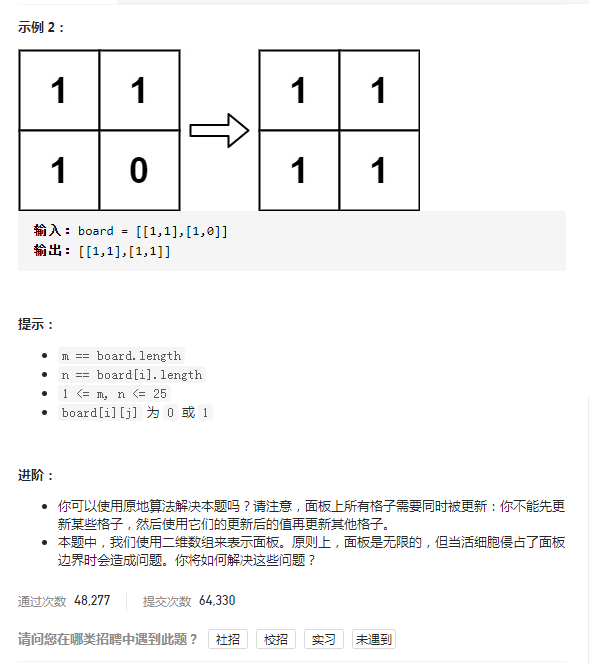 示例 2：
1 1 1 1
1 0 1 1
输入：board = [[1,1],[1,0]]
输出：[[1,1],[1,1]]
提示：
m == board.length
n == board[i].length
1 <= m, n <= 25
board[i][j] 为 0 或 1
进阶：
你可以使用原地算法解决本题吗？请注意，面板上所有格子需要同时被更新：你不能先更
新某些格子，然后使用它们的更新后的值再更新其他格子。
本题中，我们使用二维数组来表示面板。原则上，面板是无限的，但当活细胞侵占了面板
边界时会造成问题。你将如何解决这些问题？
通过次数 48,277 提交次数 64,330
请问您在哪类招聘中遇到此题？ 社招 校招 实习 未遇到